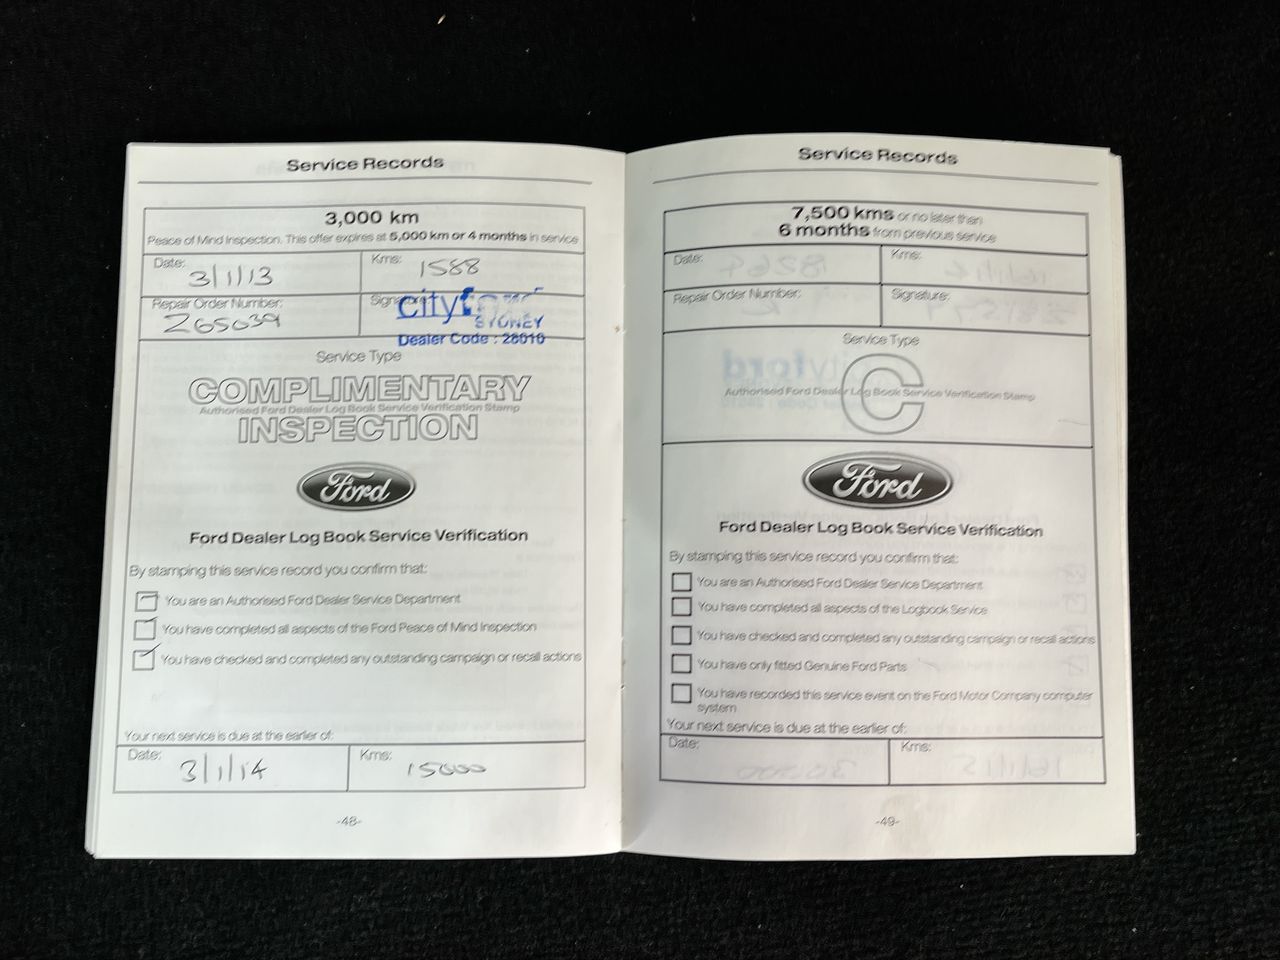 Service Records
3,000 km
Peace of Mind Inspection. This offer expires at 5,000 km or 4 months in service
Date: 3/1/13
Kms: 1588
Repair Order Number: 265039
Signature:
cityford
SYDNEY
Dealer Code : 28010
Service Type
COMPLIMENTARY
Authorised Ford Dealer Log Book Service Verification Stamp
INSPECTION
Ford
Ford Dealer Log Book Service Verification
By stamping this service record you confirm that:
You are an Authorised Ford Dealer Service Department
You have completed all aspects of the Ford Peace of Mind Inspection
You have checked and completed any outstanding campaign or recall actions
Your next service is due at the earlier of:
Date: 3/1/14
Kms: 15000
-48-
Service Records
7,500 kms or no later than
6 months from previous service
Date:
Kms:
Repair Order Number:
Signature:
Service Type
C
Authorised Ford Dealer Log Book Service Verification Stamp
Ford
Ford Dealer Log Book Service Verification
By stamping this service record you confirm that:
You are an Authorised Ford Dealer Service Department
You have completed all aspects of the Logbook Service
You have checked and completed any outstanding campaign or recall actions
You have only fitted Genuine Ford Parts
You have recorded this service event on the Ford Motor Company computer
system
Your next service is due at the earlier of:
Date:
Kms:
-49-